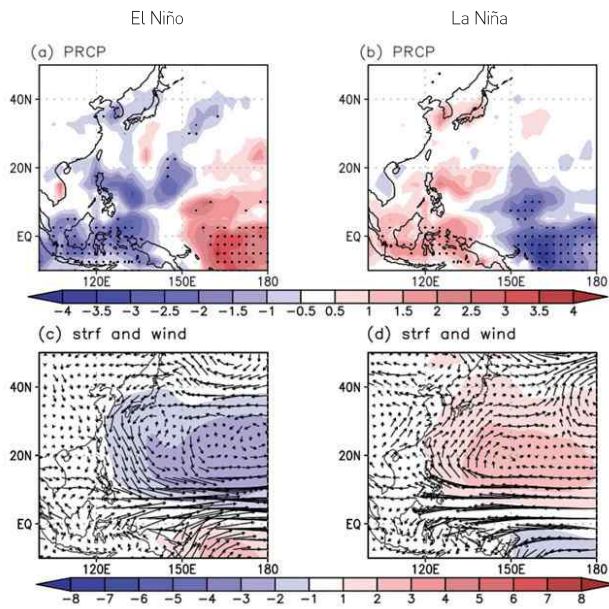 El Niño La Niña
(a) PRCP (b) PRCP
40N 40N
20N 20N
EQ EQ
120E 150E 180 120E 150E 180
-4 -3.5 -3 -2.5 -2 -1.5 -1 -0.5 0.5 1 1.5 2 2.5 3 3.5 4
(c) strf and wind (d) strf and wind
40N 40N
20N 20N
EQ EQ
120E 150E 180 120E 150E 180
-8 -7 -6 -5 -4 -3 -2 -1 1 2 3 4 5 6 7 8